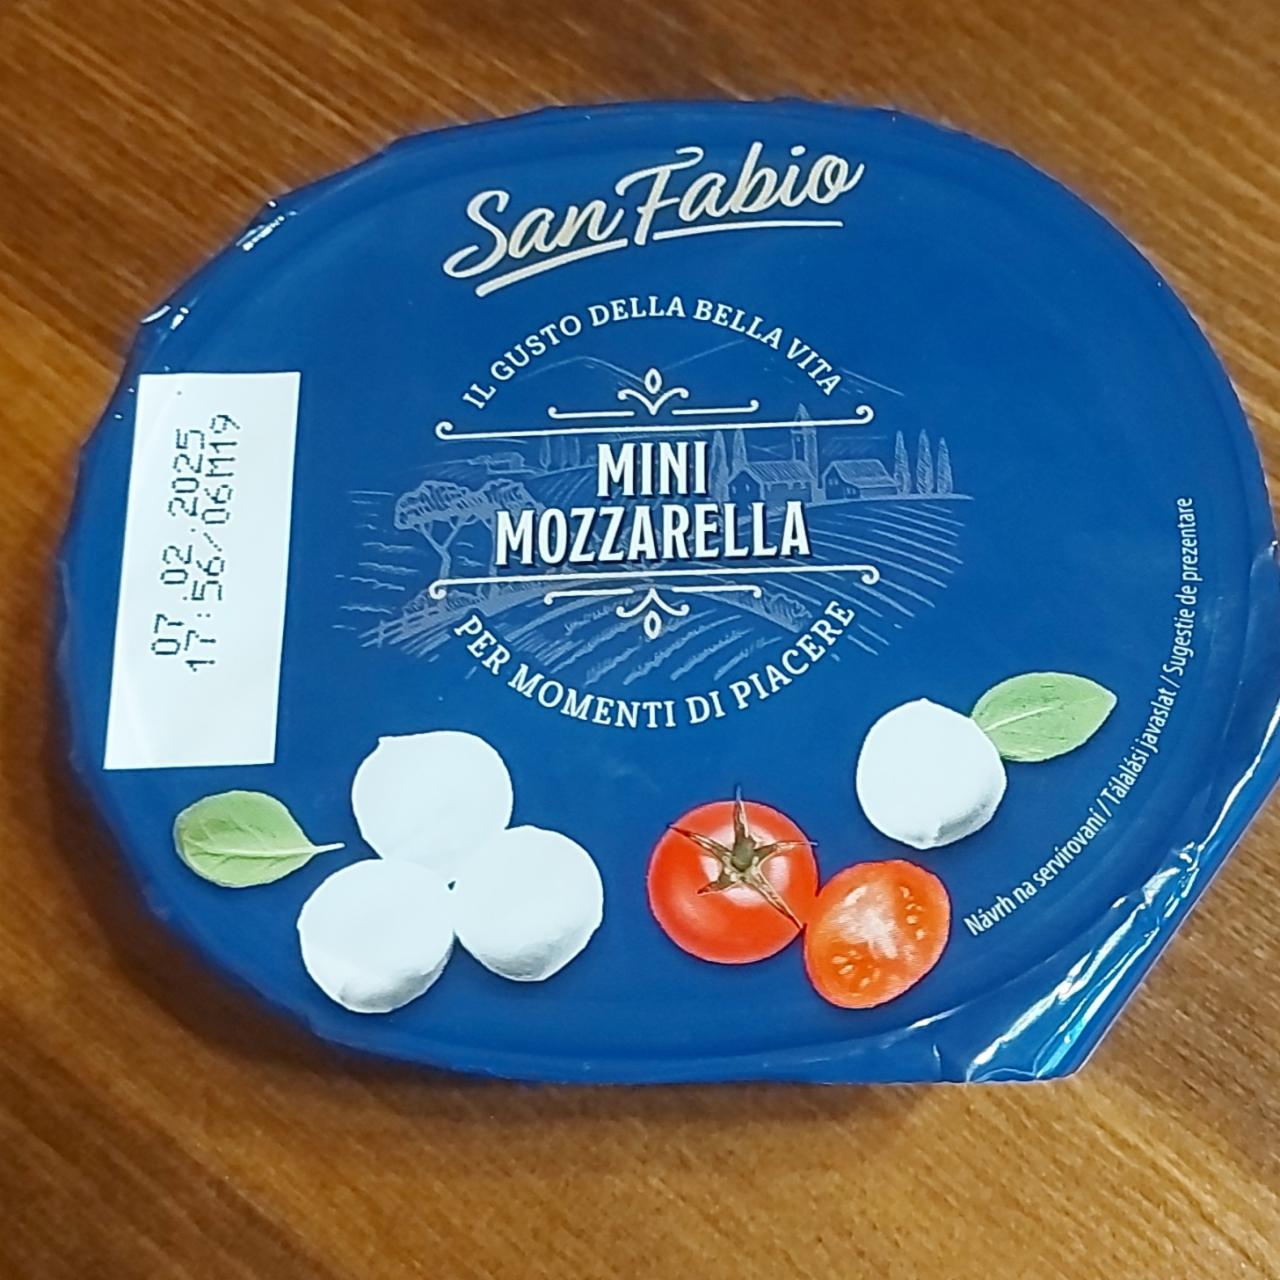 San Fabio
IL GUSTO DELLA BELLA VITA
MINI
MOZZARELLA
PER MOMENTI DI PIACERE
07.02.2025
17:56/06M19
Návrh na servírovaní / Tálalási javaslat / Sugestie de prezentare